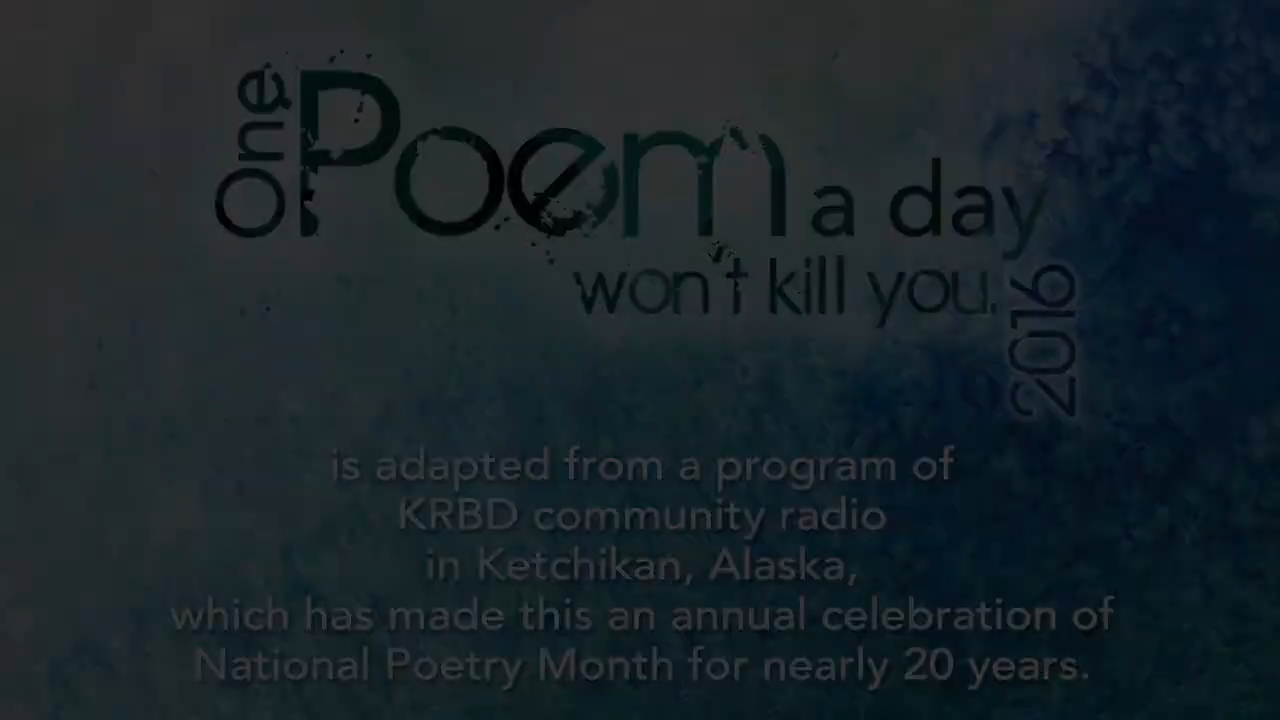 One Poem a day
won't kill you.
2016
is adapted from a program of
KRBD community radio
in Ketchikan, Alaska,
which has made this an annual celebration of
National Poetry Month for nearly 20 years.